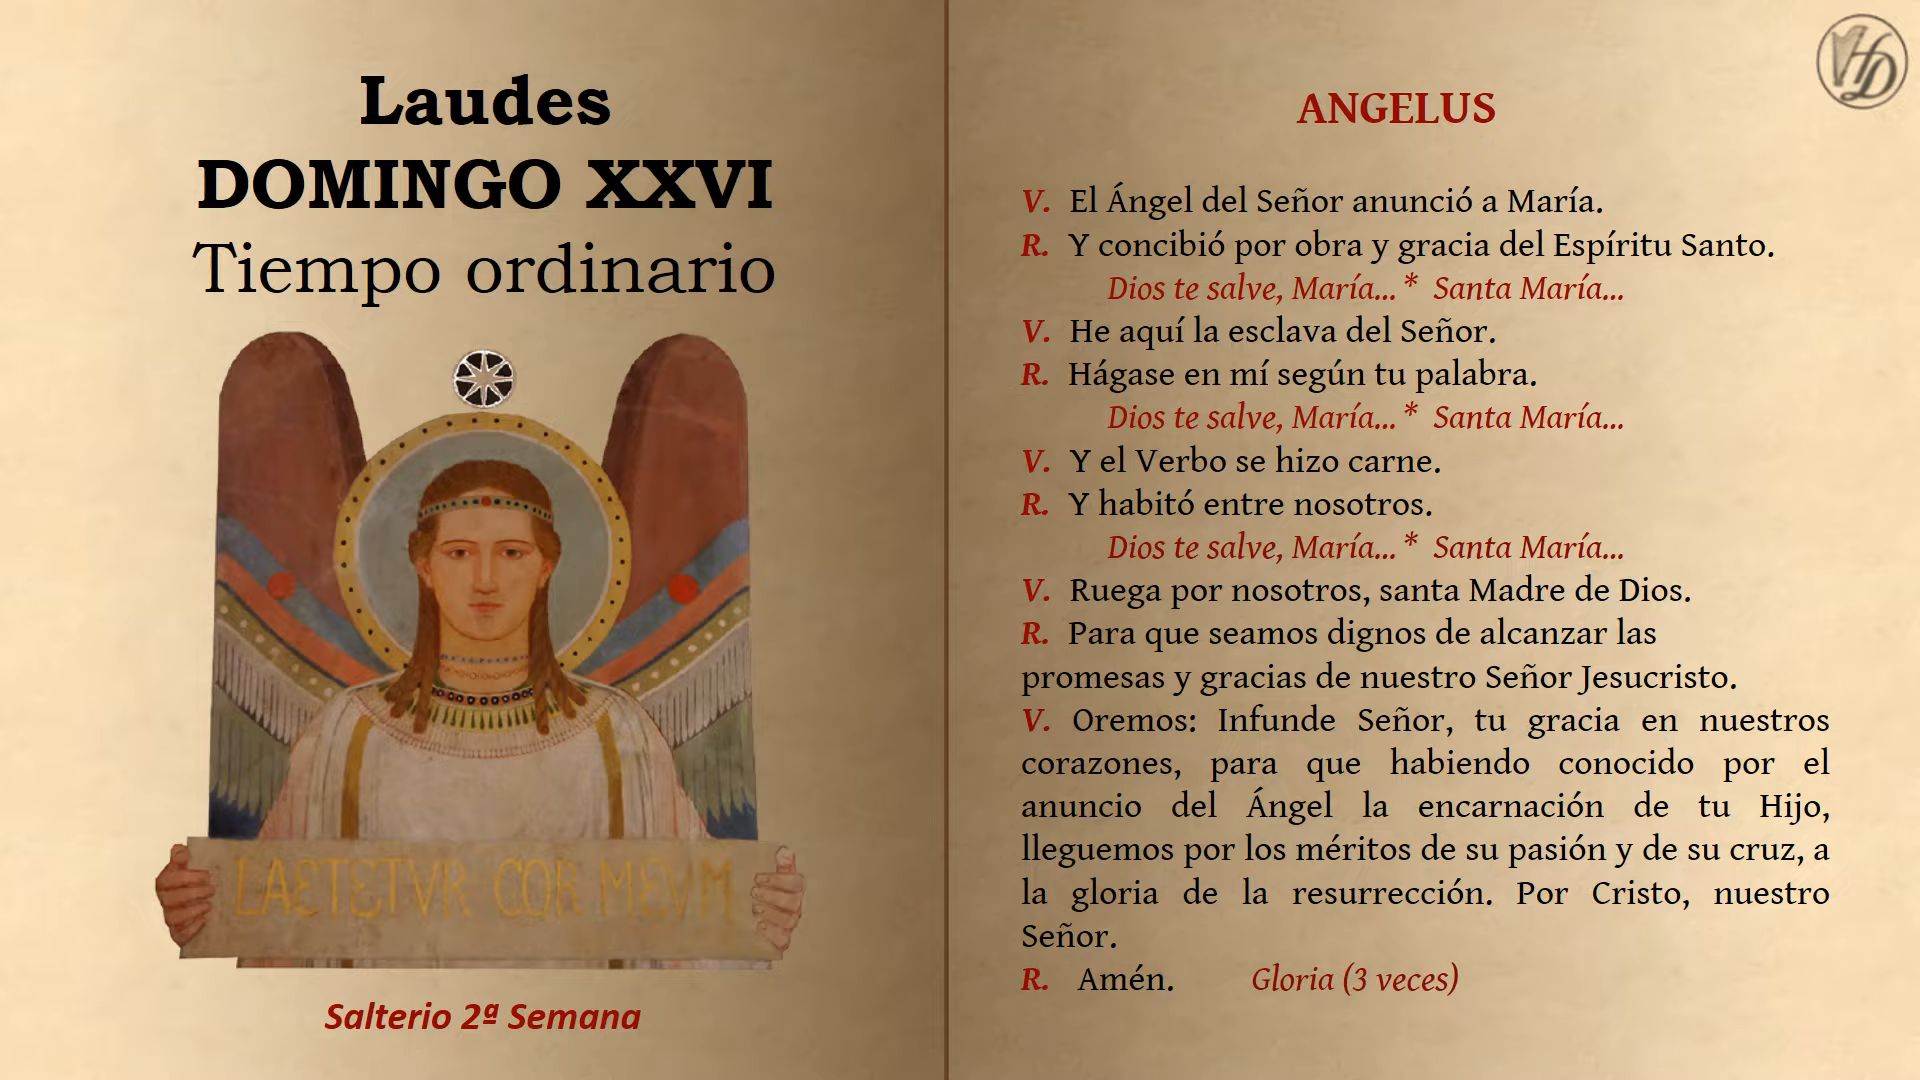 Laudes
DOMINGO XXVI
Tiempo ordinario
LAETETVR COR MEVM
Salterio 2ª Semana
HD
ANGELUS
V. El Ángel del Señor anunció a María.
R. Y concibió por obra y gracia del Espíritu Santo.
Dios te salve, María... * Santa María...
V. He aquí la esclava del Señor.
R. Hágase en mí según tu palabra.
Dios te salve, María... * Santa María...
V. Y el Verbo se hizo carne.
R. Y habitó entre nosotros.
Dios te salve, María... * Santa María...
V. Ruega por nosotros, santa Madre de Dios.
R. Para que seamos dignos de alcanzar las
promesas y gracias de nuestro Señor Jesucristo.
V. Oremos: Infunde Señor, tu gracia en nuestros
corazones, para que habiendo conocido por el
anuncio del Ángel la encarnación de tu Hijo,
lleguemos por los méritos de su pasión y de su cruz, a
la gloria de la resurrección. Por Cristo, nuestro
Señor.
R. Amén. Gloria (3 veces)